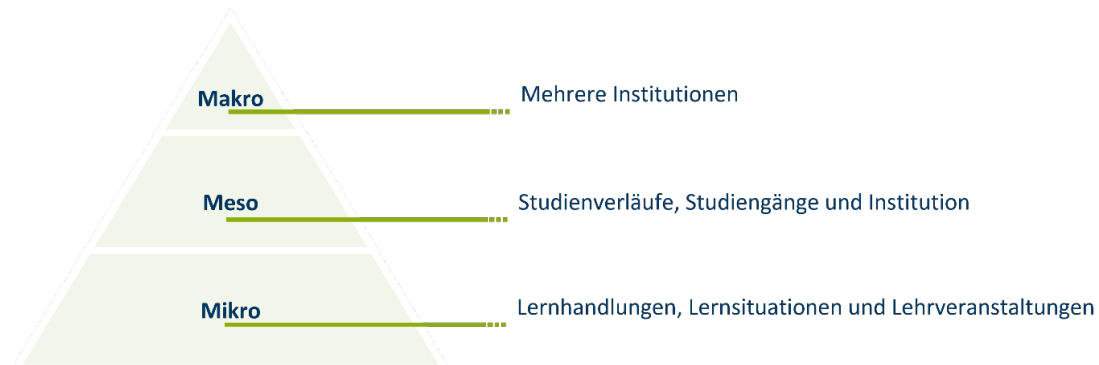 Makro
Mehrere Institutionen
Meso
Studienverläufe, Studiengänge und Institution
Mikro
Lernhandlungen, Lernsituationen und Lehrveranstaltungen